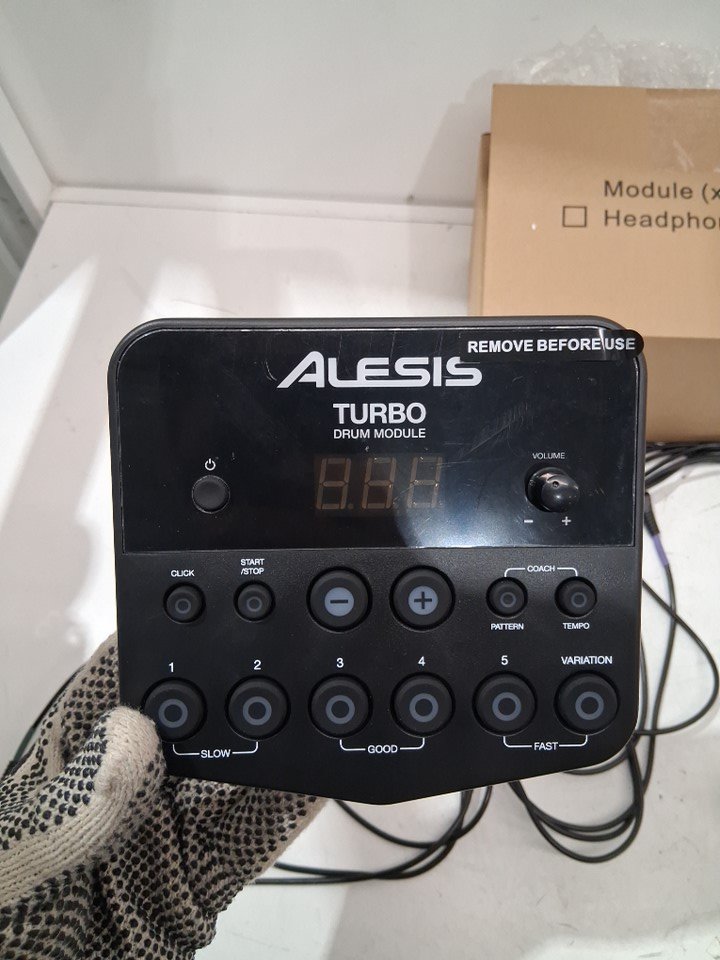 Module (x
Headphon
REMOVE BEFORE USE
ALESIS
TURBO
DRUM MODULE
VOLUME
- +
CLICK
START
/STOP
- +
COACH
PATTERN
TEMPO
1 2 3 4 5 VARIATION
SLOW GOOD FAST